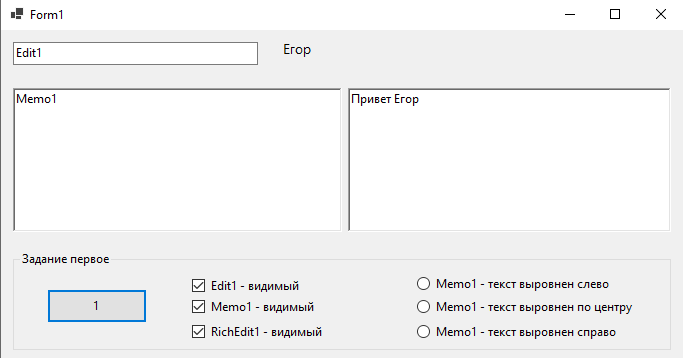 Form1
Edit1
Егор
Memo1
Привет Егор
Задание первое
1
Edit1 - видимый
Memo1 - видимый
RichEdit1 - видимый
Memo1 - текст выровнен слево
Memo1 - текст выровнен по центру
Memo1 - текст выровнен справо